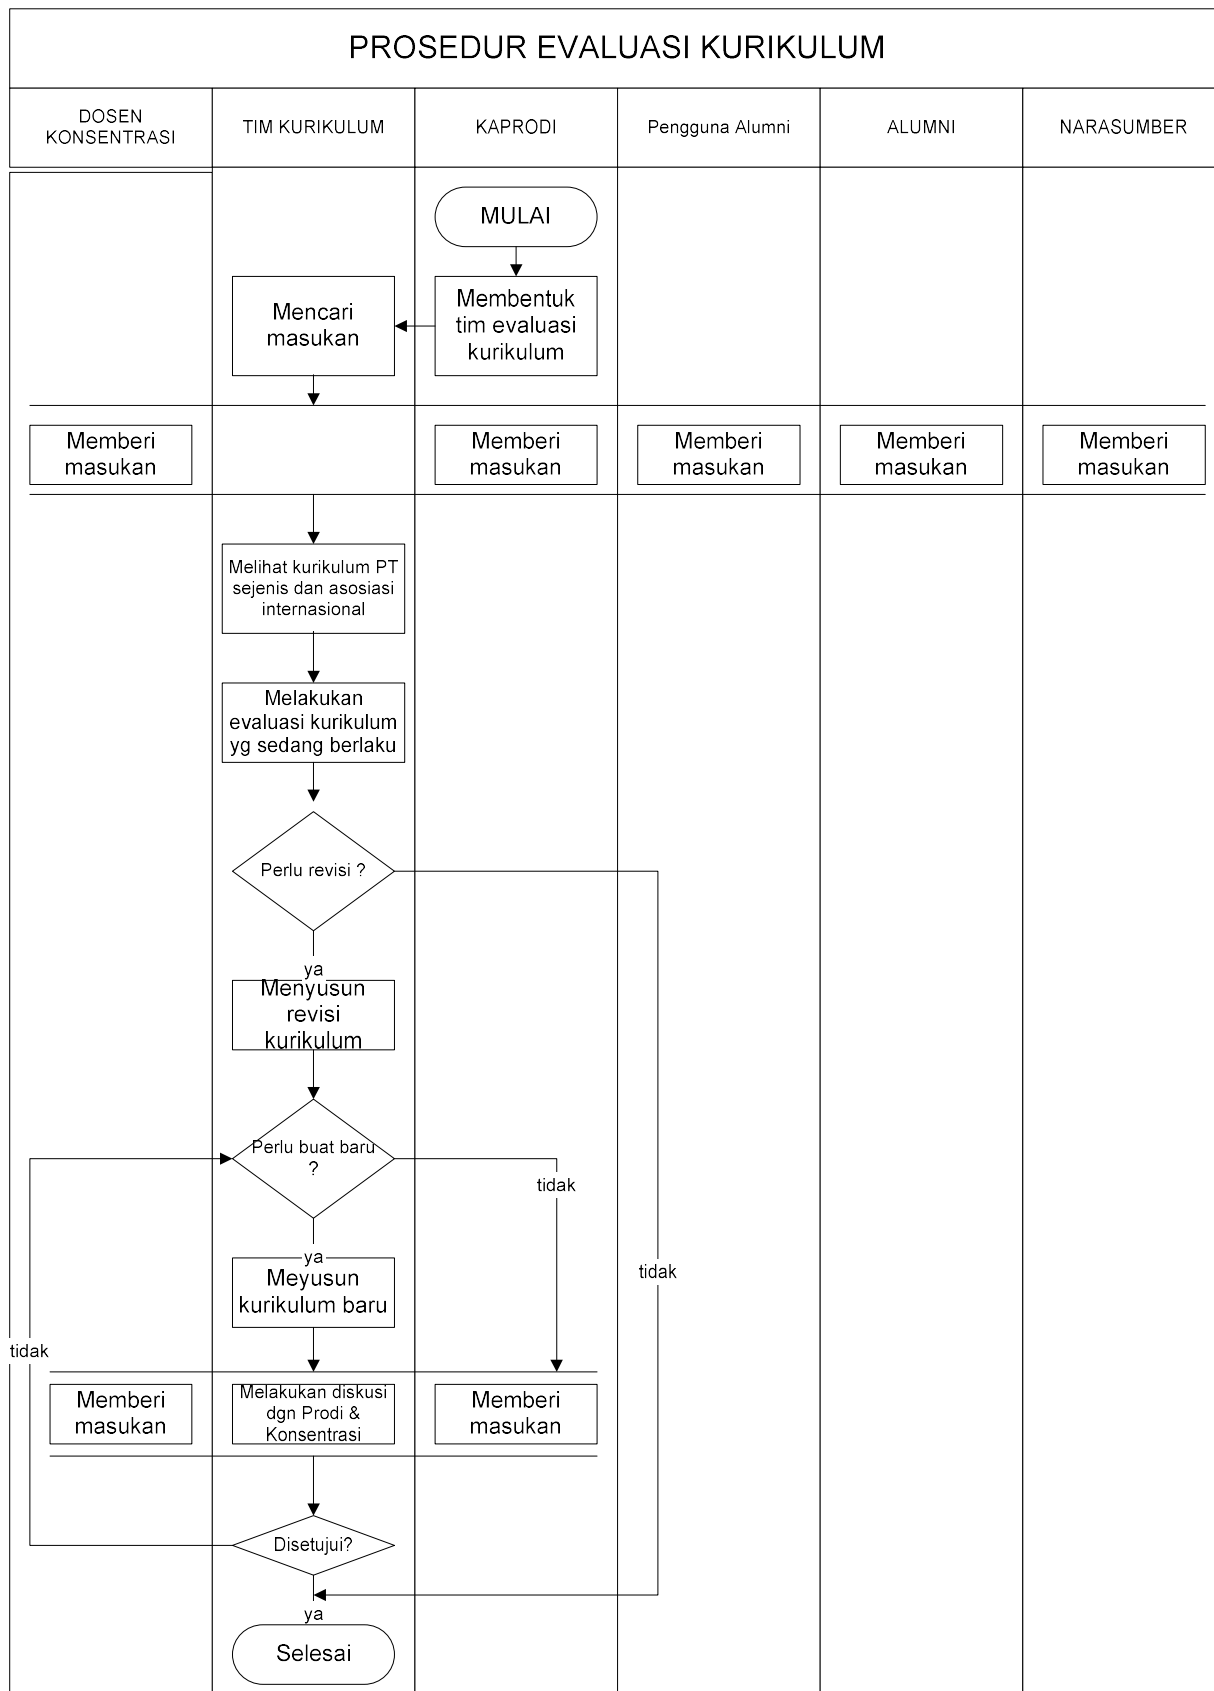 PROSEDUR EVALUASI KURIKULUM
DOSEN
KONSENTRASI
TIM KURIKULUM
KAPRODI
Pengguna Alumni
ALUMNI
NARASUMBER
MULAI
Membentuk
tim evaluasi
kurikulum
Mencari
masukan
Memberi
masukan
Memberi
masukan
Memberi
masukan
Memberi
masukan
Memberi
masukan
Melihat kurikulum PT
sejenis dan asosiasi
internasional
Melakukan
evaluasi kurikulum
yg sedang berlaku
Perlu revisi ?
ya
Menyusun
revisi
kurikulum
Perlu buat baru
?
tidak
ya
Meyusun
kurikulum baru
tidak
tidak
Memberi
masukan
Melakukan diskusi
dgn Prodi &
Konsentrasi
Memberi
masukan
Disetujui?
ya
Selesai